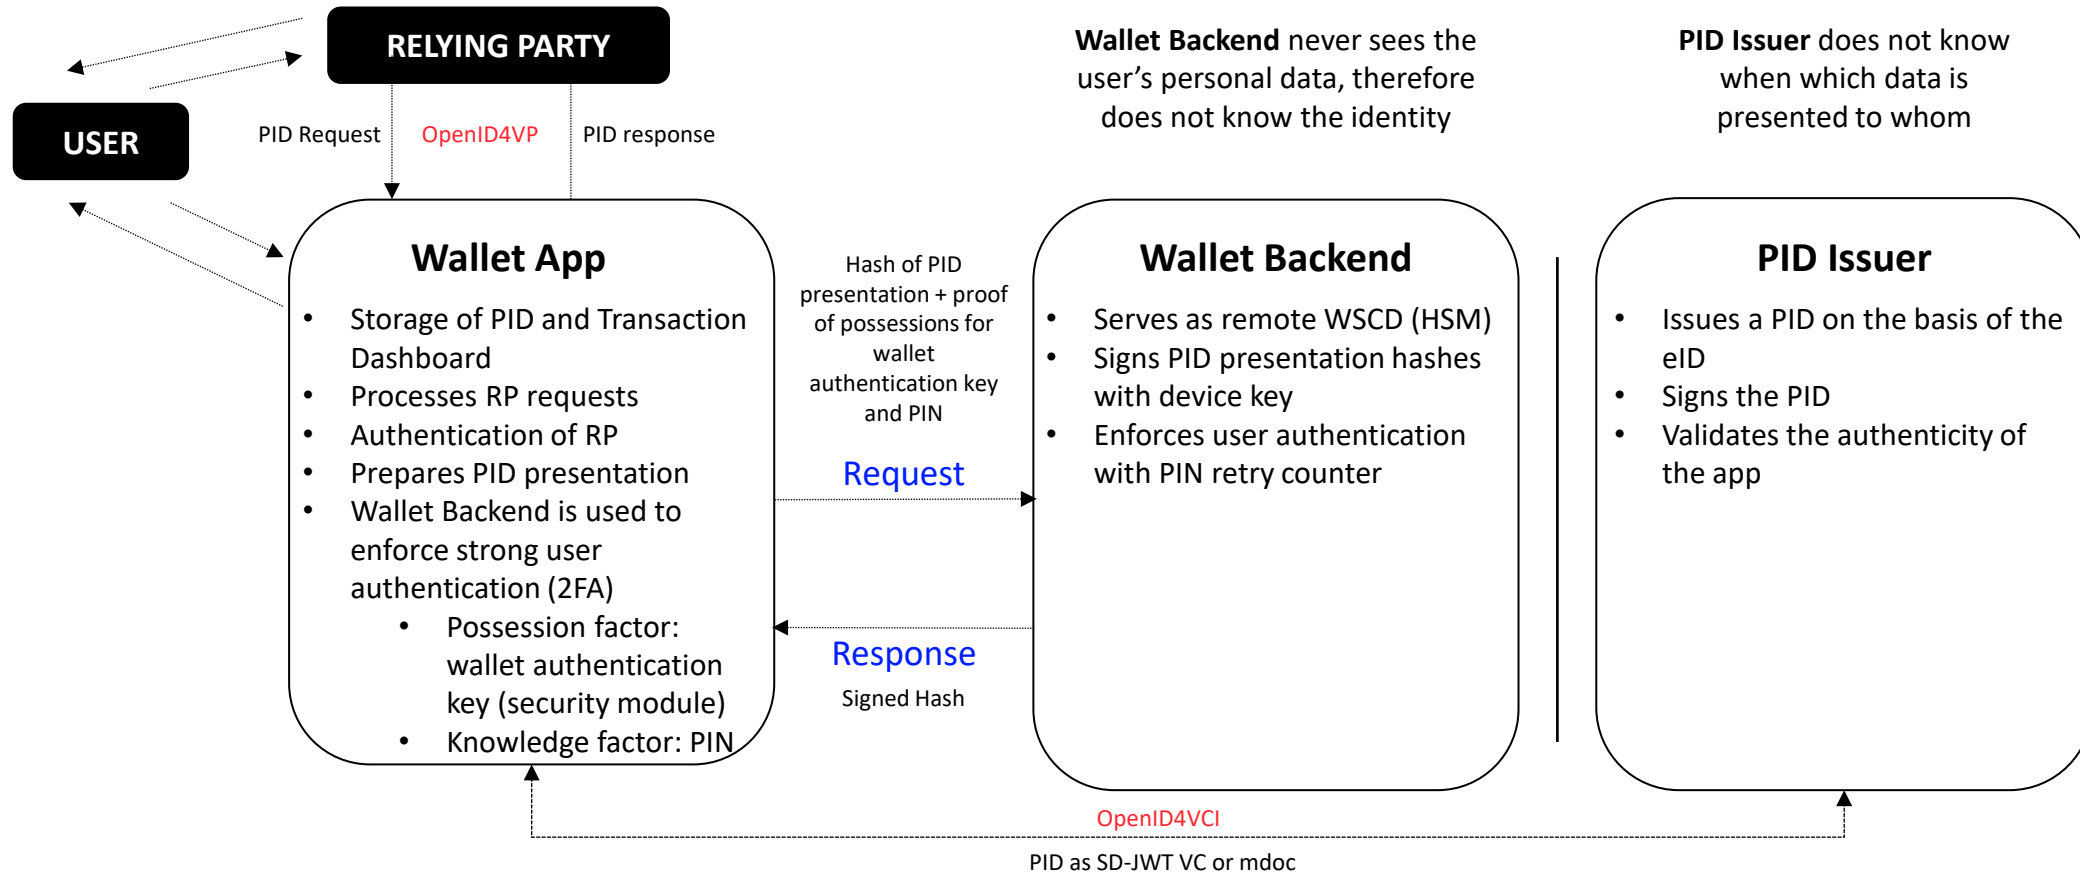 RELYING PARTY
USER
PID Request
OpenID4VP
PID response
Wallet Backend never sees the
user's personal data, therefore
does not know the identity
PID Issuer does not know
when which data is
presented to whom
Wallet App
• Storage of PID and Transaction
Dashboard
• Processes RP requests
• Authentication of RP
• Prepares PID presentation
• Wallet Backend is used to
enforce strong user
authentication (2FA)
• Possession factor:
wallet authentication
key (security module)
• Knowledge factor: PIN
Hash of PID
presentation + proof
of possessions for
wallet
authentication key
and PIN
Request
Response
Signed Hash
Wallet Backend
• Serves as remote WSCD (HSM)
• Signs PID presentation hashes
with device key
• Enforces user authentication
with PIN retry counter
PID Issuer
• Issues a PID on the basis of the
eID
• Signs the PID
• Validates the authenticity of
the app
OpenID4VCI
PID as SD-JWT VC or mdoc